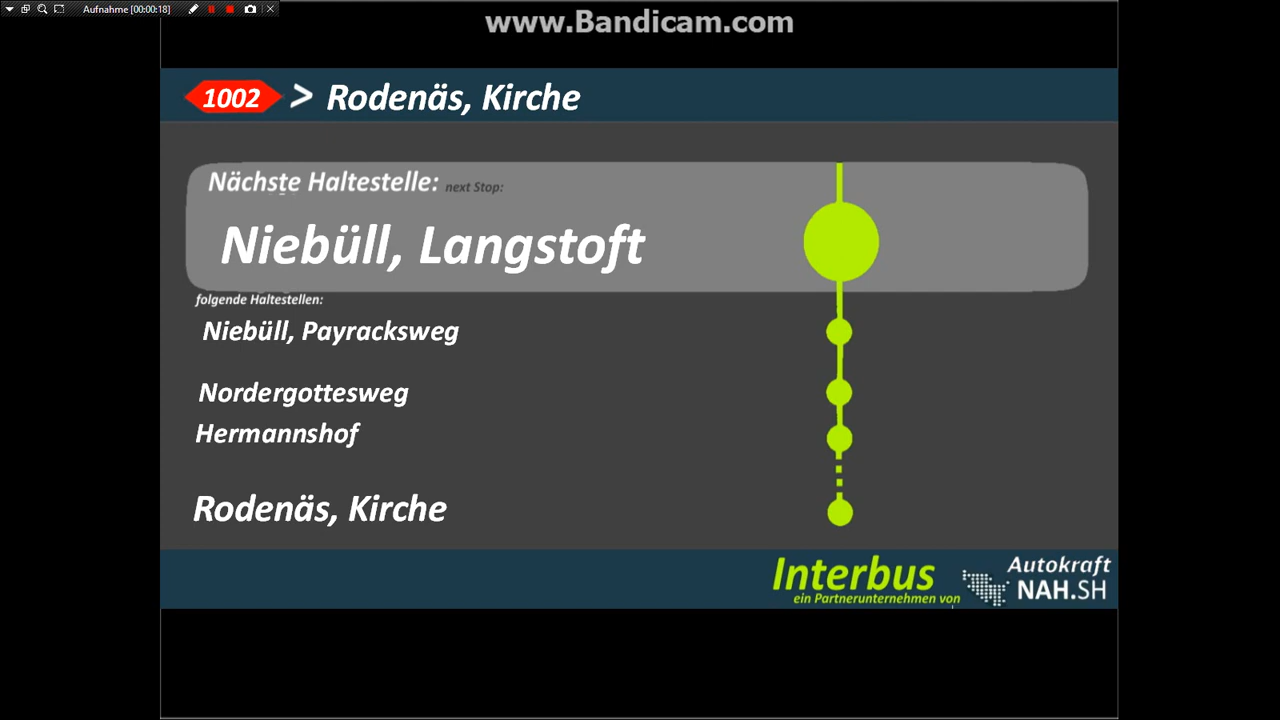 Aufnahme [00:00:18]
www.Bandicam.com
1002 > Rodenäs, Kirche
Nächste Haltestelle: next Stop:
Niebüll, Langstoft
folgende Haltestellen:
Niebüll, Payracksweg
Nordergottesweg
Hermannshof
Rodenäs, Kirche
Interbus
ein Partnerunternehmen von
Autokraft
NAH.SH